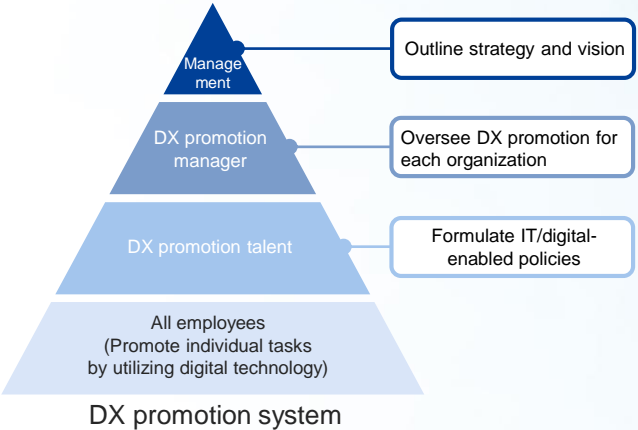 Manage
ment
Outline strategy and vision
DX promotion
manager
Oversee DX promotion for
each organization
DX promotion talent
Formulate IT/digital-
enabled policies
All employees
(Promote individual tasks
by utilizing digital technology)
DX promotion system